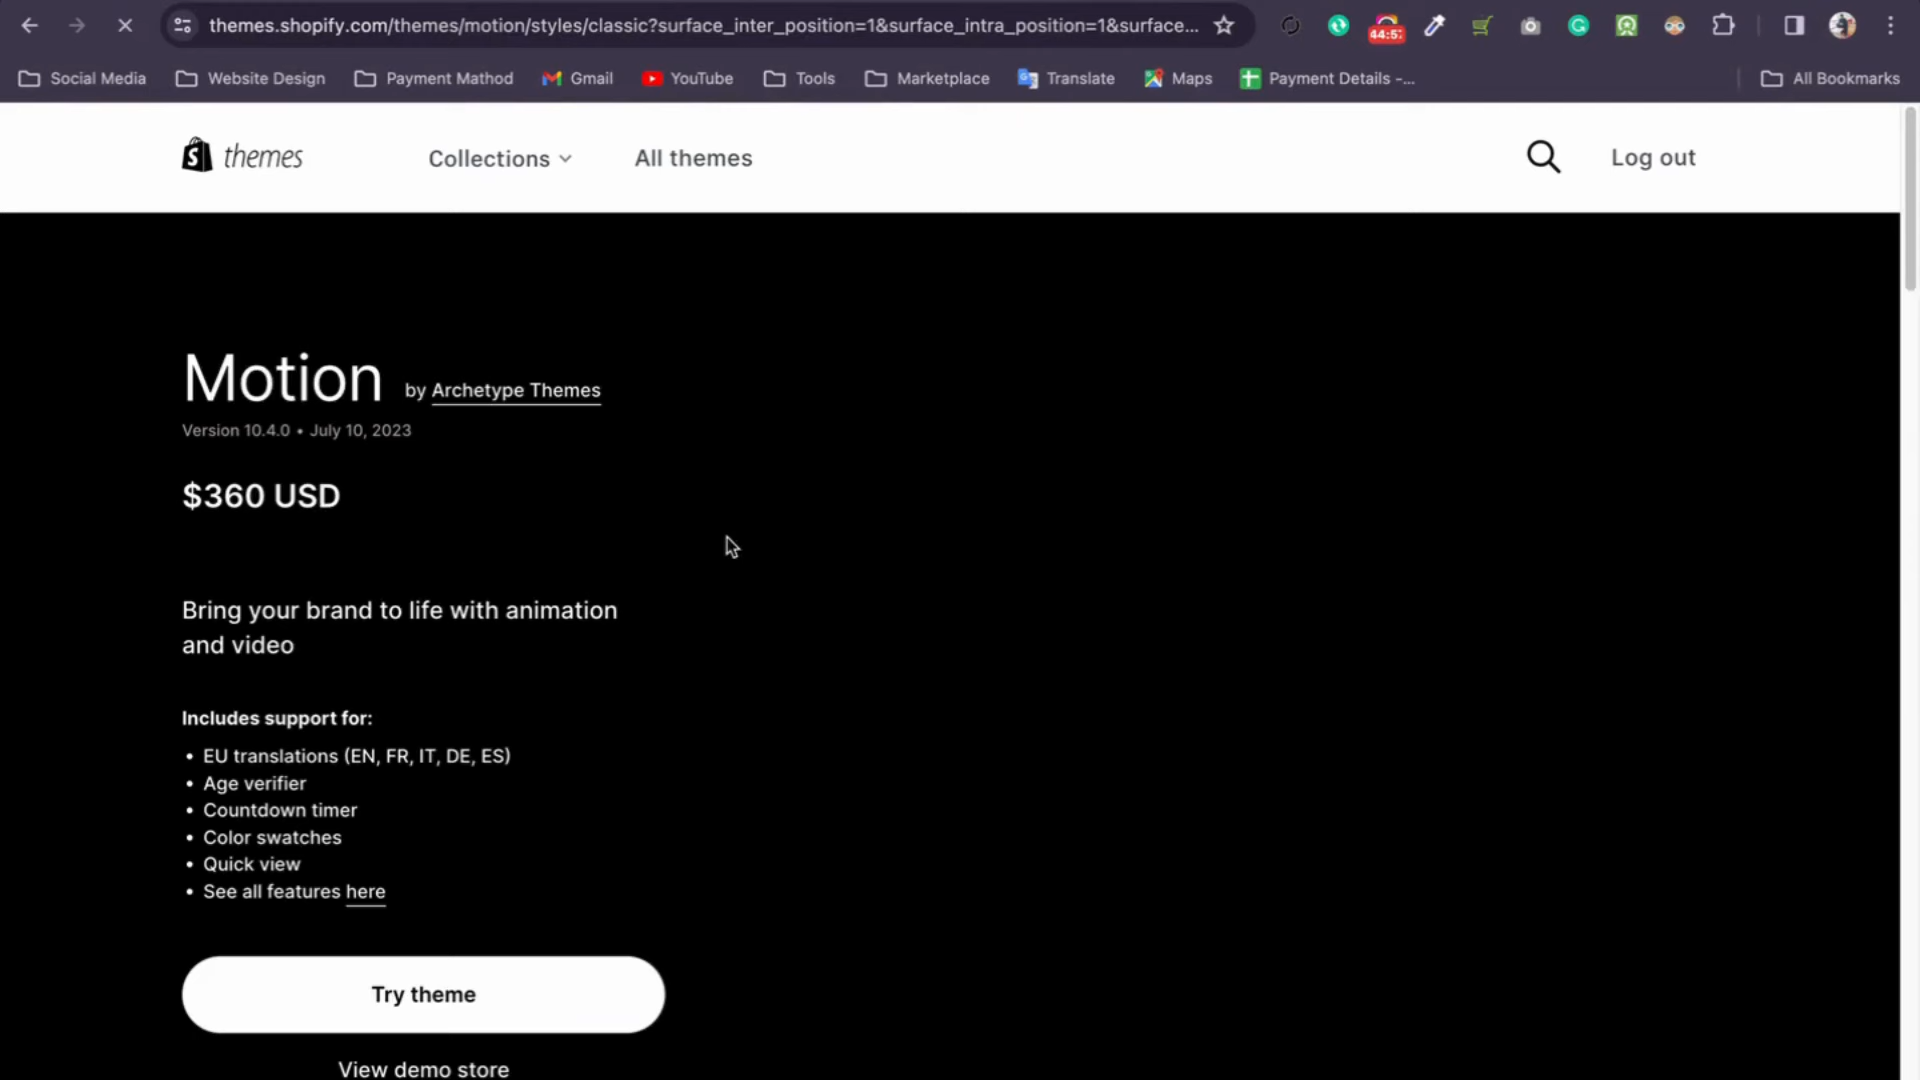 themes.shopify.com/themes/motion/styles/classic?surface_inter_position=1&surface_intra_position=1&surface...
44:5
Social Media
Website Design
Payment Mathod
Gmail
YouTube
Tools
Marketplace
Translate
Maps
Payment Details -...
All Bookmarks
themes
Collections
All themes
Log out
Motion by Archetype Themes
Version 10.4.0 • July 10, 2023
$360 USD
Bring your brand to life with animation
and video
Includes support for:
• EU translations (EN, FR, IT, DE, ES)
• Age verifier
• Countdown timer
• Color swatches
• Quick view
• See all features here
Try theme
View demo store